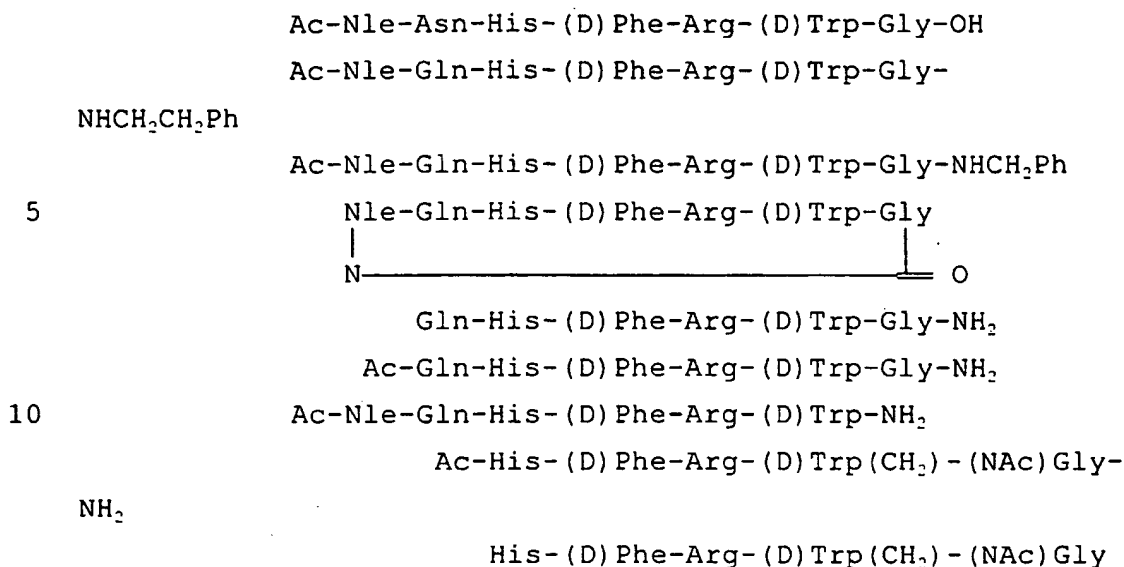 Ac-Nle-Asn-His-(D)Phe-Arg-(D)Trp-Gly-OH
Ac-Nle-Gln-His-(D)Phe-Arg-(D)Trp-Gly-
NHCH₂CH₂Ph
Ac-Nle-Gln-His-(D)Phe-Arg-(D)Trp-Gly-NHCH₂Ph
5 Nle-Gln-His-(D)Phe-Arg-(D)Trp-Gly
N O
Gln-His-(D)Phe-Arg-(D)Trp-Gly-NH₂
Ac-Gln-His-(D)Phe-Arg-(D)Trp-Gly-NH₂
10 Ac-Nle-Gln-His-(D)Phe-Arg-(D)Trp-NH₂
Ac-His-(D)Phe-Arg-(D)Trp(CH₂)-(NAc)Gly-
NH₂
His-(D)Phe-Arg-(D)Trp(CH₂)-(NAc)Gly